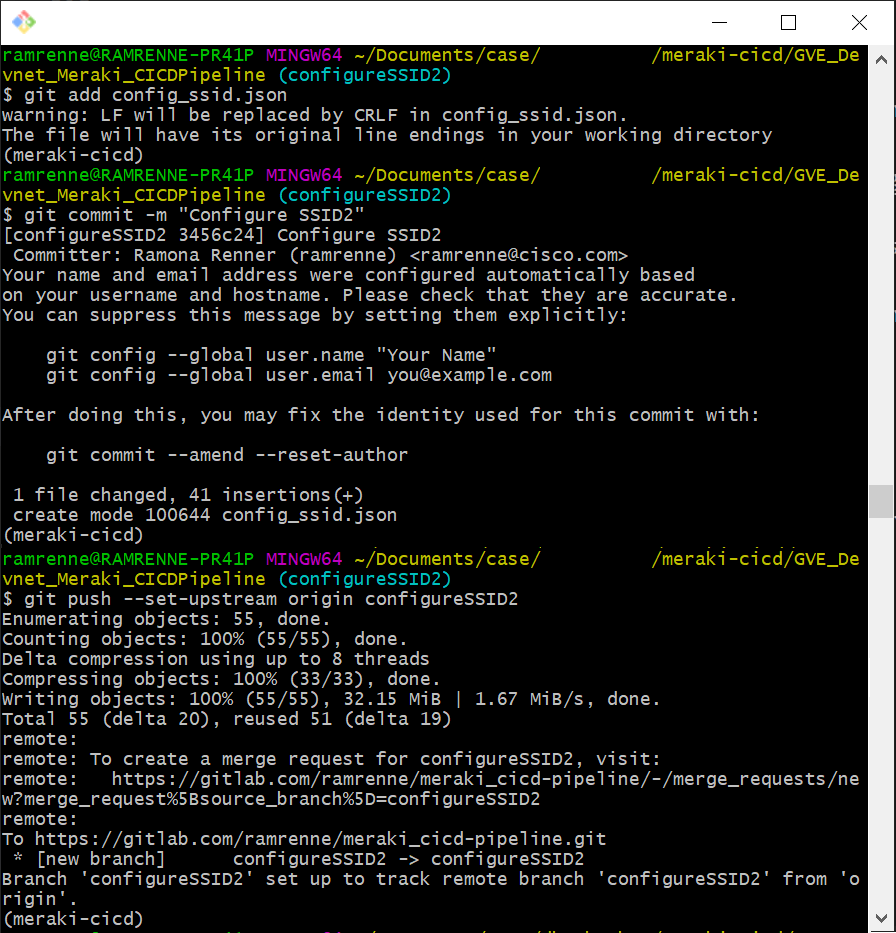 ramrenne@RAMRENNE-PR41P MINGW64 ~/Documents/case/          /meraki-cicd/GVE_De
vnet_Meraki_CICDPipeline (configureSSID2)
$ git add config_ssid.json
warning: LF will be replaced by CRLF in config_ssid.json.
The file will have its original line endings in your working directory
(meraki-cicd)
ramrenne@RAMRENNE-PR41P MINGW64 ~/Documents/case/          /meraki-cicd/GVE_De
vnet_Meraki_CICDPipeline (configureSSID2)
$ git commit -m "Configure SSID2"
[configureSSID2 3456c24] Configure SSID2
 Committer: Ramona Renner (ramrenne) <ramrenne@cisco.com>
Your name and email address were configured automatically based
on your username and hostname. Please check that they are accurate.
You can suppress this message by setting them explicitly:

    git config --global user.name "Your Name"
    git config --global user.email you@example.com

After doing this, you may fix the identity used for this commit with:

    git commit --amend --reset-author

 1 file changed, 41 insertions(+)
 create mode 100644 config_ssid.json
(meraki-cicd)
ramrenne@RAMRENNE-PR41P MINGW64 ~/Documents/case/          /meraki-cicd/GVE_De
vnet_Meraki_CICDPipeline (configureSSID2)
$ git push --set-upstream origin configureSSID2
Enumerating objects: 55, done.
Counting objects: 100% (55/55), done.
Delta compression using up to 8 threads
Compressing objects: 100% (33/33), done.
Writing objects: 100% (55/55), 32.15 MiB | 1.67 MiB/s, done.
Total 55 (delta 20), reused 51 (delta 19)
remote:
remote: To create a merge request for configureSSID2, visit:
remote:   https://gitlab.com/ramrenne/meraki_cicd-pipeline/-/merge_requests/ne
w?merge_request%5Bsource_branch%5D=configureSSID2
remote:
To https://gitlab.com/ramrenne/meraki_cicd-pipeline.git
 * [new branch]      configureSSID2 -> configureSSID2
Branch 'configureSSID2' set up to track remote branch 'configureSSID2' from 'o
rigin'.
(meraki-cicd)